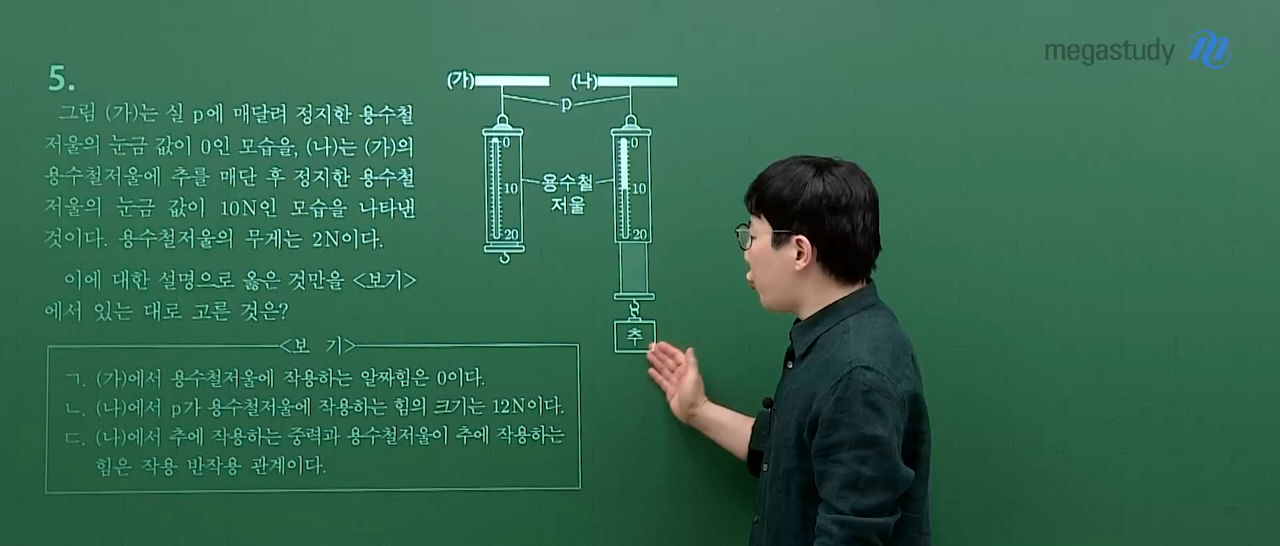 megastudy
5.
그림 (가)는 실 p에 매달려 정지한 용수철
저울의 눈금 값이 0인 모습을, (나)는 (가)의
용수철저울에 추를 매단 후 정지한 용수철
저울의 눈금 값이 10N인 모습을 나타낸
것이다. 용수철저울의 무게는 2N이다.
이에 대한 설명으로 옳은 것만을 <보기>
에서 있는 대로 고른 것은?
<보 기>
ㄱ. (가)에서 용수철저울에 작용하는 알짜힘은 0이다.
ㄴ. (나)에서 p가 용수철저울에 작용하는 힘의 크기는 12N이다.
ㄷ. (나)에서 추에 작용하는 중력과 용수철저울이 추에 작용하는
힘은 작용 반작용 관계이다.
(가)
(나)
p
0
10
20
용수철
저울
0
10
20
추